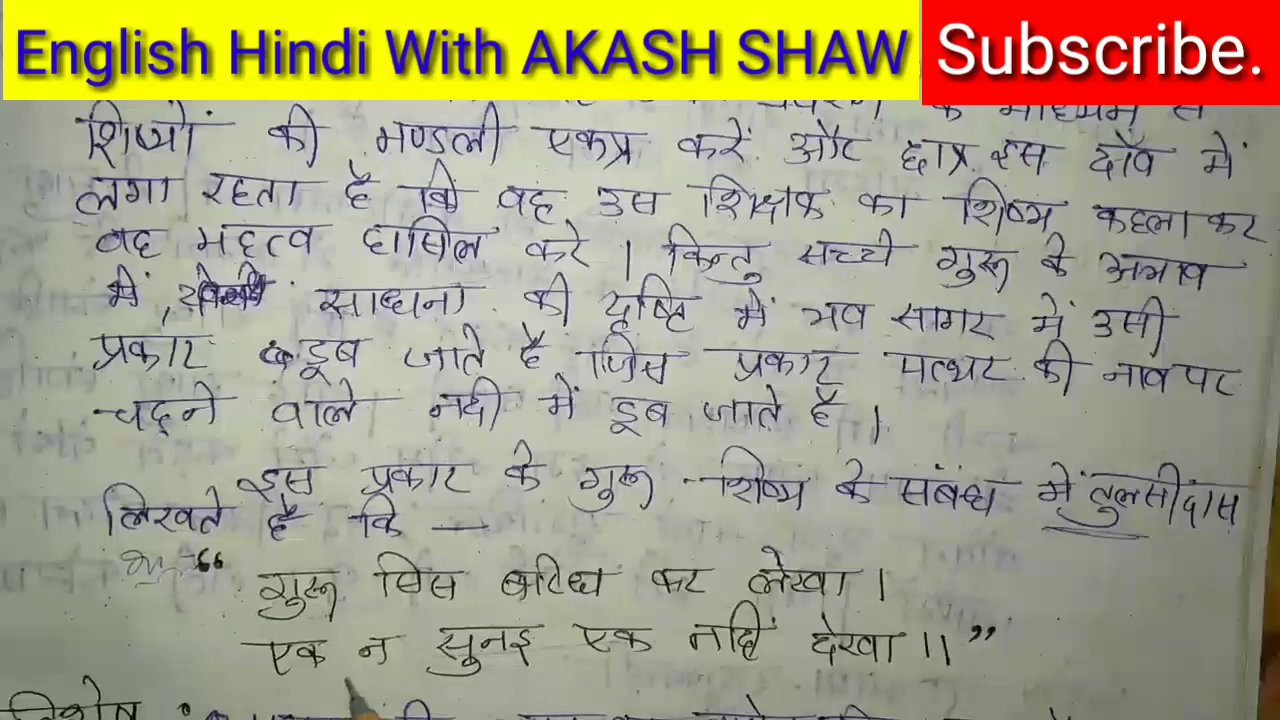 English Hindi With AKASH SHAW Subscribe.
के माध्यम से
शिष्यों की मण्डली एकत्र करें और छात्र इस दाँव में
लगा रहता है कि वह उस शिक्षक का शिष्य कहला कर
वह महत्व हासिल करे । किन्तु सच्चे गुरू के अभाव
में, साधना की दृष्टि में भव सागर में उसी
प्रकार डूब जाते है जिस प्रकार पत्थर की नाव पर
चढ़ने वाले नदी में डूब जाते है ।
इस प्रकार के गुरू - शिष्य के संबंध में तुलसीदास
लिखते है कि —
“ गुरू सिस बधिर कर लेखा ।
एक न सुनइ एक नहिं देखा ।। ”
विशेष :